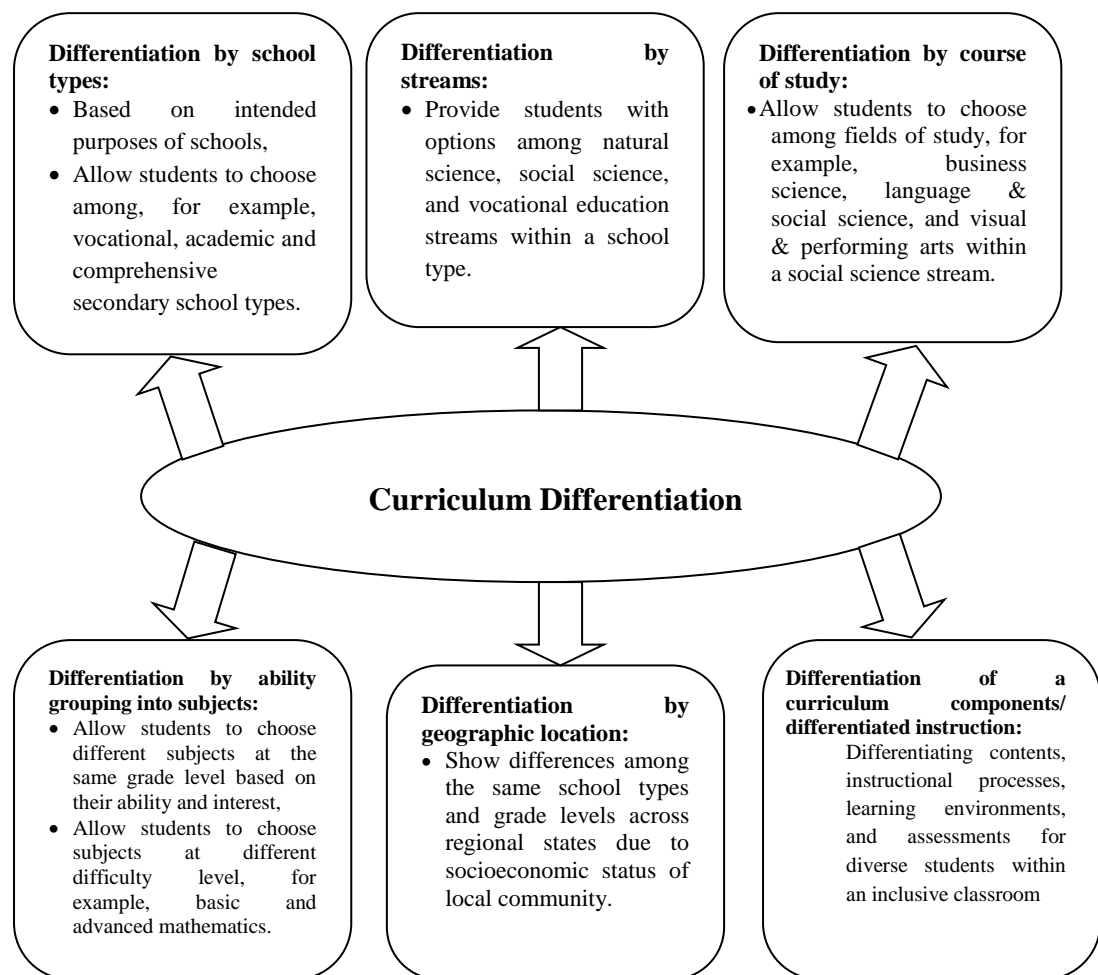 Differentiation by school
types:
• Based on intended
purposes of schools,
• Allow students to choose
among, for example,
vocational, academic and
comprehensive
secondary school types.
Differentiation by
streams:
• Provide students with
options among natural
science, social science,
and vocational education
streams within a school
type.
Differentiation by course
of study:
• Allow students to choose
among fields of study, for
example, business
science, language &
social science, and visual
& performing arts within
a social science stream.
Curriculum Differentiation
Differentiation by ability
grouping into subjects:
• Allow students to choose
different subjects at the
same grade level based on
their ability and interest,
• Allow students to choose
subjects at different
difficulty level, for
example, basic and
advanced mathematics.
Differentiation by
geographic location:
• Show differences among
the same school types
and grade levels across
regional states due to
socioeconomic status of
local community.
Differentiation of a
curriculum components/
differentiated instruction:
Differentiating contents,
instructional processes,
learning environments,
and assessments for
diverse students within
an inclusive classroom